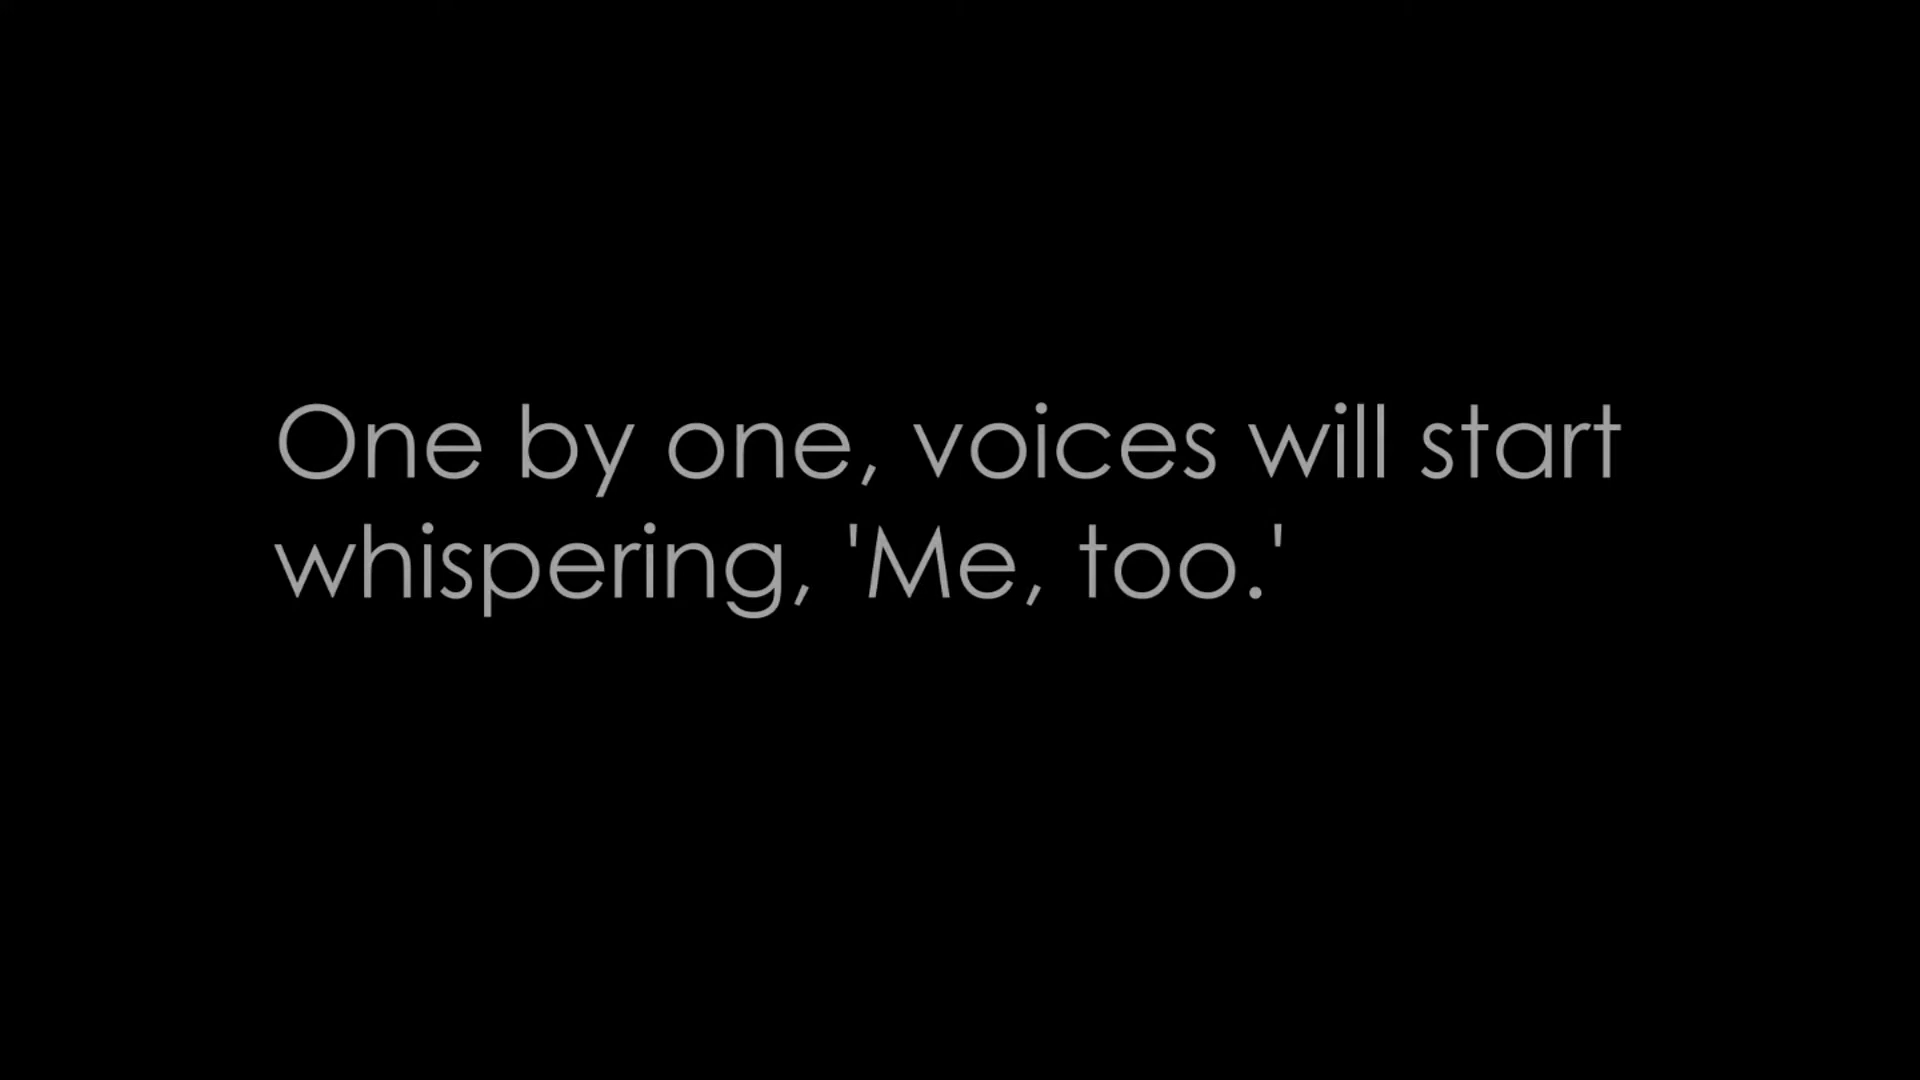 One by one, voices will start
whispering, 'Me, too.'